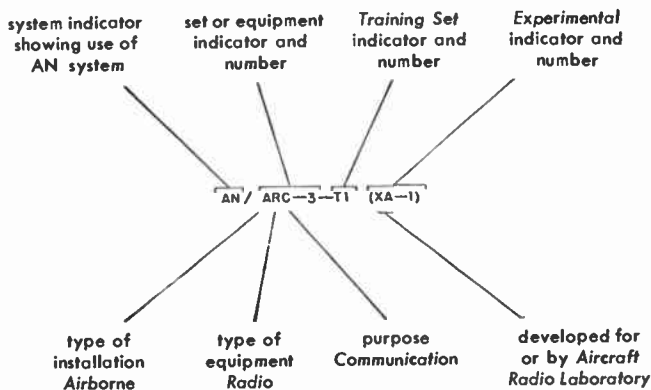 system indicator
showing use of
AN system
set or equipment
indicator and
number
Training Set
indicator and
number
Experimental
indicator and
number
AN / ARC—3—T1 (XA—1)
type of
installation
Airborne
type of
equipment
Radio
purpose
Communication
developed for
or by Aircraft
Radio Laboratory